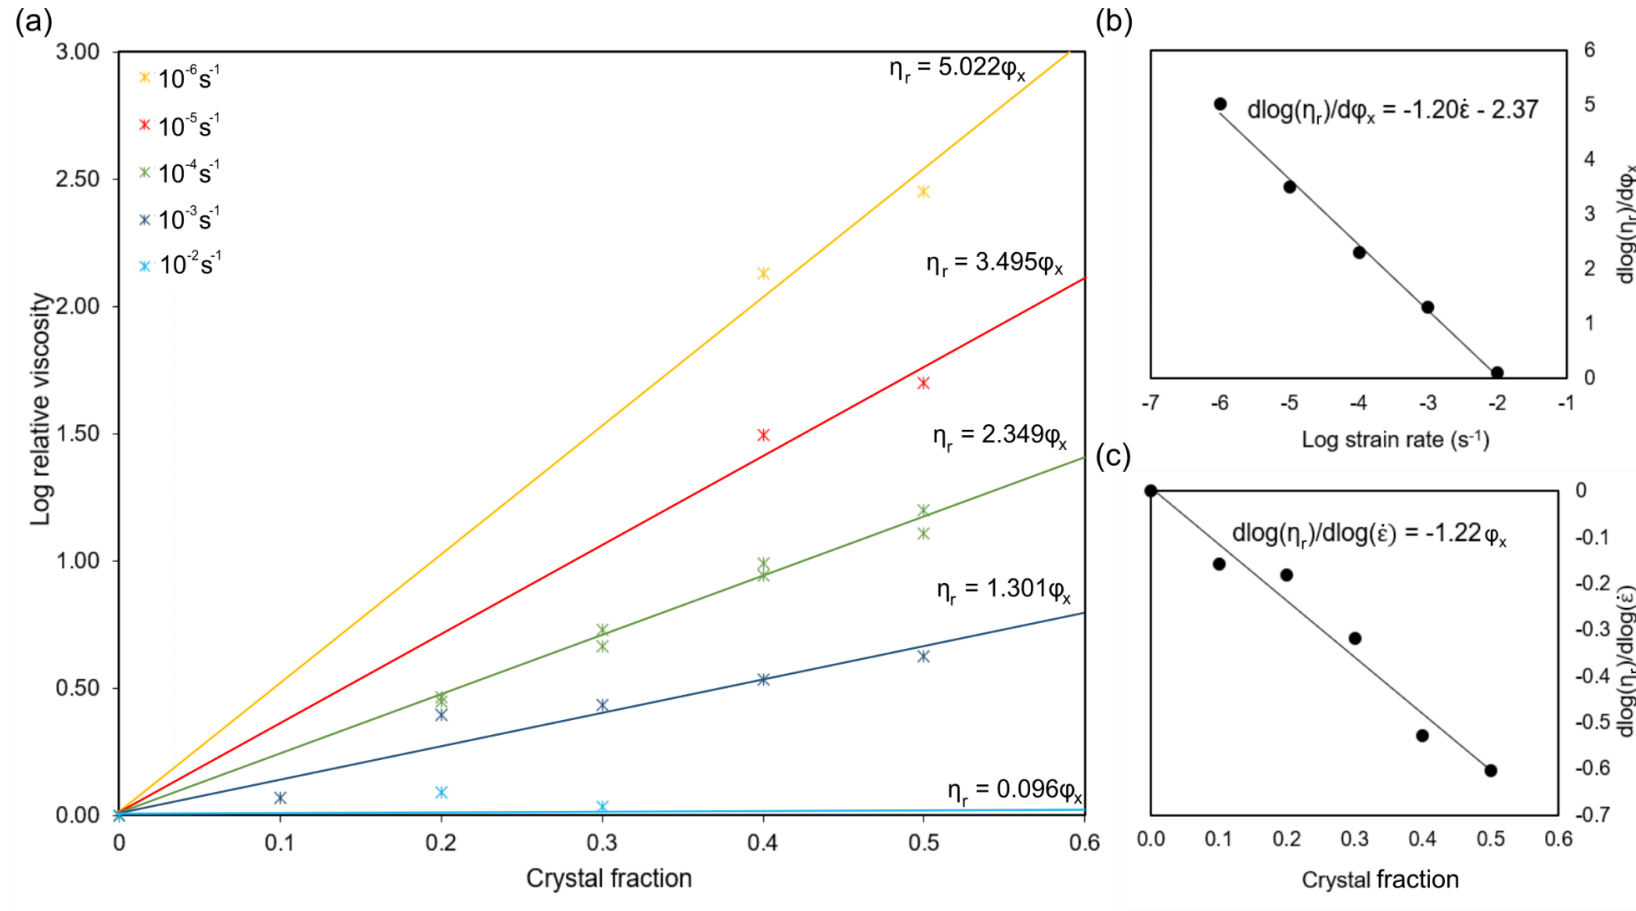 (a)
3.00
2.50
2.00
1.50
1.00
0.50
0.00
Log relative viscosity
10⁻⁶s⁻¹
10⁻⁵s⁻¹
10⁻⁴s⁻¹
10⁻³s⁻¹
10⁻²s⁻¹
ηᵣ = 5.022φₓ
ηᵣ = 3.495φₓ
ηᵣ = 2.349φₓ
ηᵣ = 1.301φₓ
ηᵣ = 0.096φₓ
0 0.1 0.2 0.3 0.4 0.5 0.6
Crystal fraction
(b)
dlog(ηᵣ)/dφₓ = -1.20ε̇ - 2.37
6
5
4
3
2
1
0
dlog(ηᵣ)/dφₓ
-7 -6 -5 -4 -3 -2 -1
Log strain rate (s⁻¹)
(c)
dlog(ηᵣ)/dlog(ε̇) = -1.22φₓ
0
-0.1
-0.2
-0.3
-0.4
-0.5
-0.6
-0.7
dlog(ηᵣ)/dlog(ε̇)
0.0 0.1 0.2 0.3 0.4 0.5 0.6
Crystal fraction